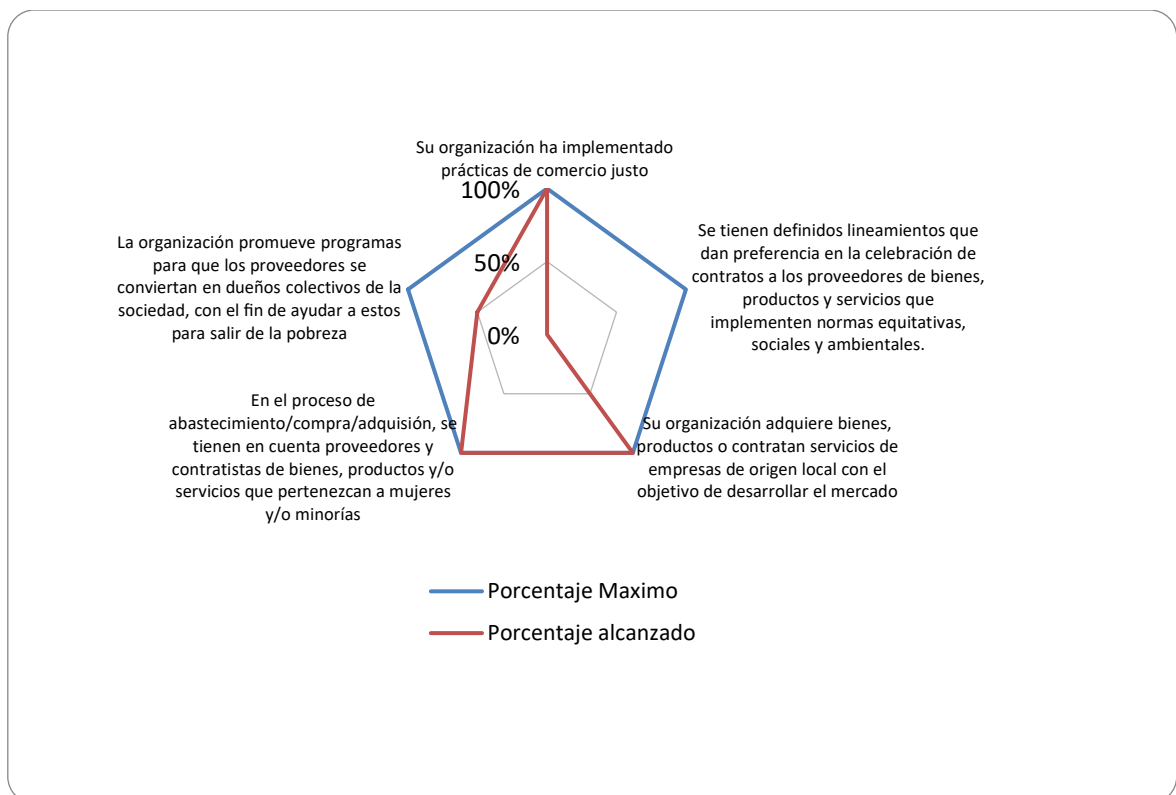 Su organización ha implementado
prácticas de comercio justo
100%
50%
0%
Se tienen definidos lineamientos que
dan preferencia en la celebración de
contratos a los proveedores de bienes,
productos y servicios que
implementen normas equitativas,
sociales y ambientales.
Su organización adquiere bienes,
productos o contratan servicios de
empresas de origen local con el
objetivo de desarrollar el mercado
En el proceso de
abastecimiento/compra/adquisión, se
tienen en cuenta proveedores y
contratistas de bienes, productos y/o
servicios que pertenezcan a mujeres
y/o minorías
La organización promueve programas
para que los proveedores se
conviertan en dueños colectivos de la
sociedad, con el fin de ayudar a estos
para salir de la pobreza
Porcentaje Maximo
Porcentaje alcanzado